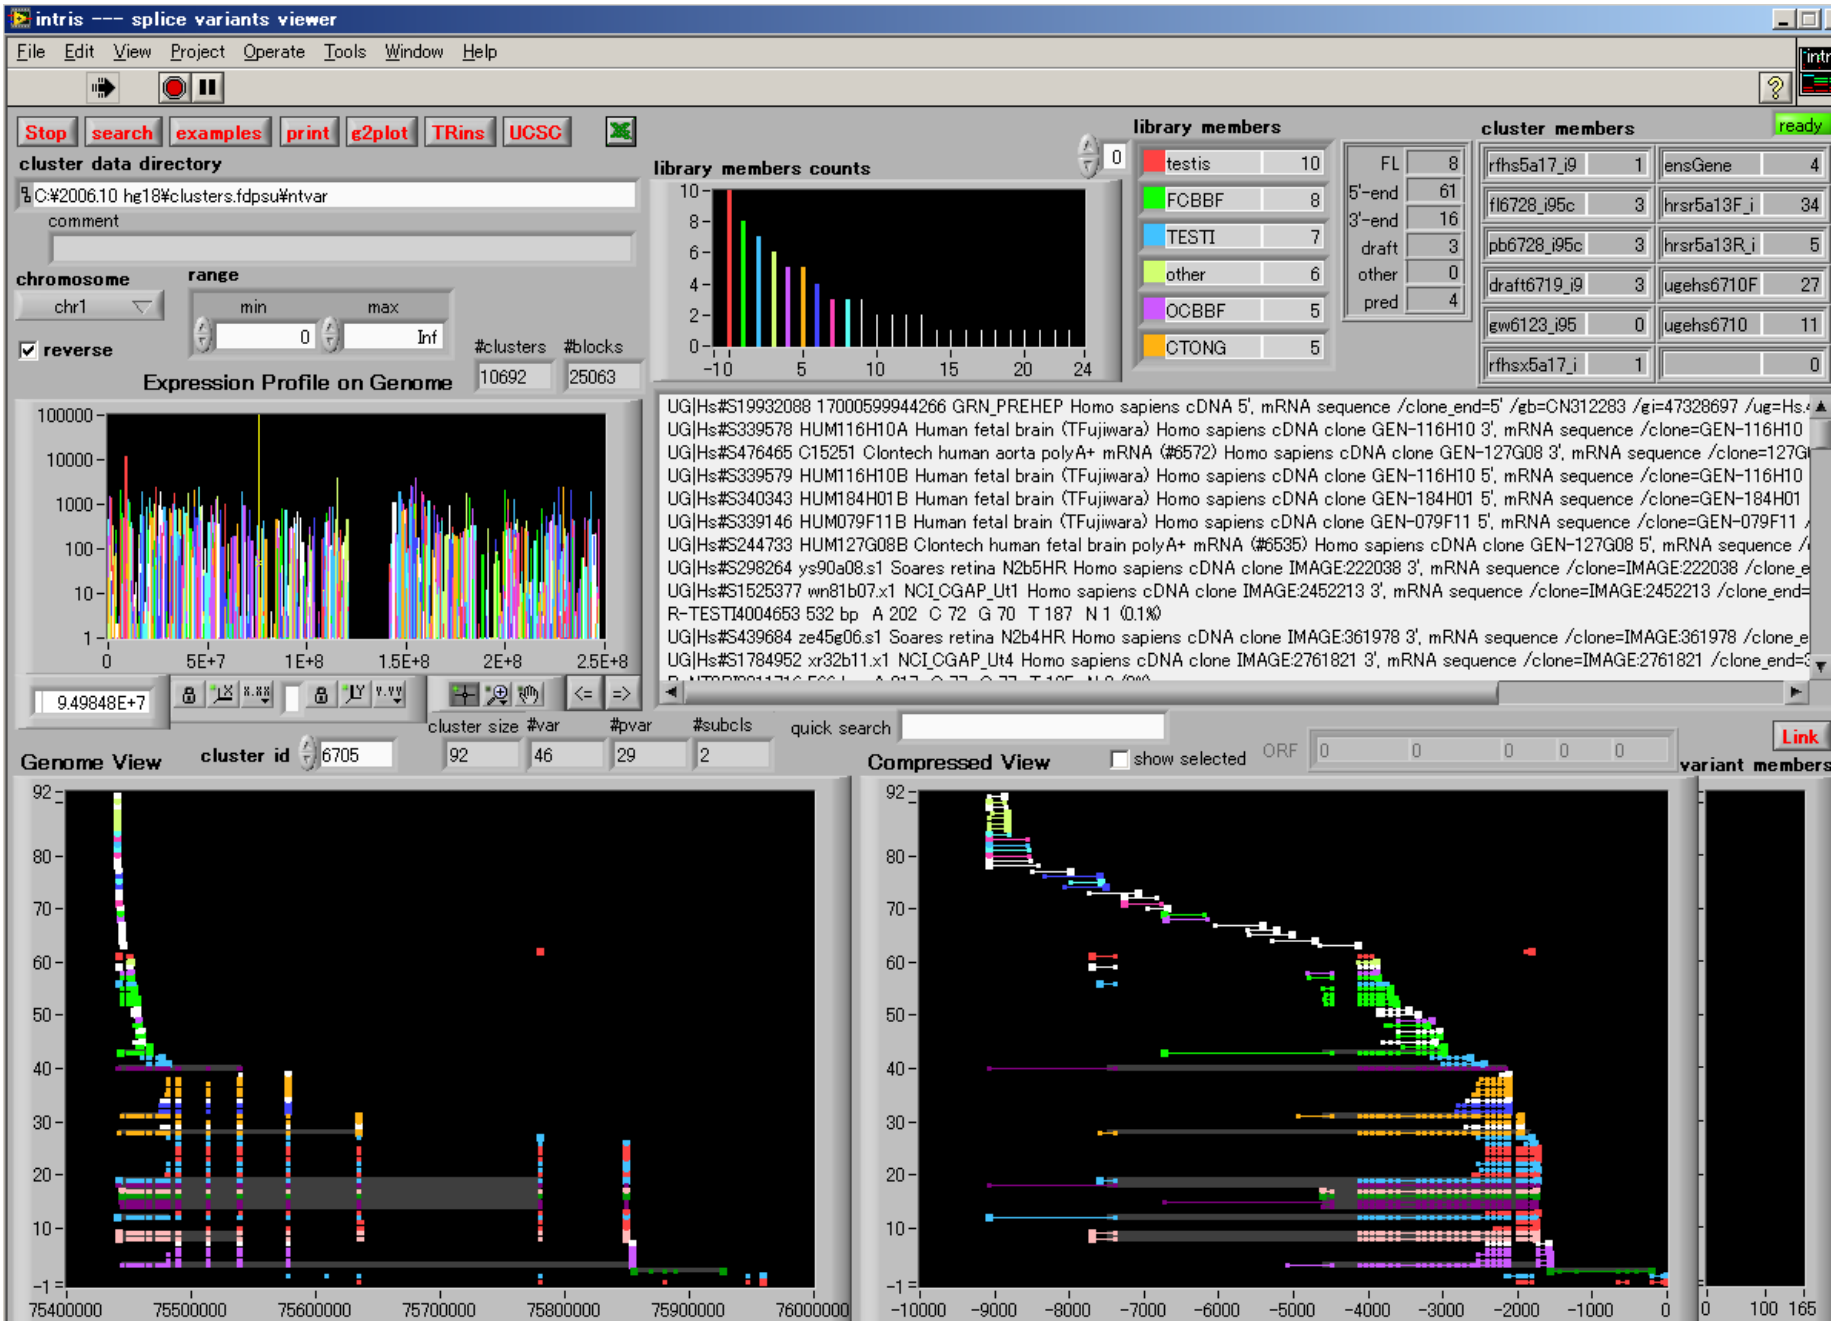 intris --- splice variants viewer
File Edit View Project Operate Tools Window Help
intr
?
Stop search examples print g2plot TRins UCSC
cluster data directory
C:¥2006.10 hg18¥clusters.fdpsu¥ntvar
comment
chromosome
chr1
range
min max
0 Inf
reverse
#clusters #blocks
10692 25063
library members counts
0
10
8
6
4
2
0
-10 5 10 15 20 24
library members
testis 10
FCBBF 8
TESTI 7
other 6
OCBBF 5
CTONG 5
FL 8
5'-end 61
3'-end 16
draft 3
other 0
pred 4
cluster members
ready
rfhs5a17_i9 1 ensGene 4
fl6728_i95c 3 hrsr5a13F_i 34
pb6728_i95c 3 hrsr5a13R_i 5
draft6719_i9 3 ugehs6710F 27
gw6123_i95 0 ugehs6710 11
rfhsx5a17_i 1 0
Expression Profile on Genome
100000
10000
1000
100
10
1
0 5E+7 1E+8 1.5E+8 2E+8 2.5E+8
9.49848E+7
X X.XX Y Y.YY
<= =>
UG|Hs#S19932088 17000599944266 GRN_PREHEP Homo sapiens cDNA 5', mRNA sequence /clone_end=5' /gb=CN312283 /gi=47328697 /ug=Hs.
UG|Hs#S339578 HUM116H10A Human fetal brain (TFujiwara) Homo sapiens cDNA clone GEN-116H10 3', mRNA sequence /clone=GEN-116H10
UG|Hs#S476465 C15251 Clontech human aorta polyA+ mRNA (#6572) Homo sapiens cDNA clone GEN-127G08 3', mRNA sequence /clone=127G
UG|Hs#S339579 HUM116H10B Human fetal brain (TFujiwara) Homo sapiens cDNA clone GEN-116H10 5', mRNA sequence /clone=GEN-116H10
UG|Hs#S340343 HUM184H01B Human fetal brain (TFujiwara) Homo sapiens cDNA clone GEN-184H01 5', mRNA sequence /clone=GEN-184H01
UG|Hs#S339146 HUM079F11B Human fetal brain (TFujiwara) Homo sapiens cDNA clone GEN-079F11 5', mRNA sequence /clone=GEN-079F11 /
UG|Hs#S244733 HUM127G08B Clontech human fetal brain polyA+ mRNA (#6535) Homo sapiens cDNA clone GEN-127G08 5', mRNA sequence /
UG|Hs#S298264 ys90a08.s1 Soares retina N2b5HR Homo sapiens cDNA clone IMAGE:222038 3', mRNA sequence /clone=IMAGE:222038 /clone_e
UG|Hs#S1525377 wn81b07.x1 NCI_CGAP_Ut1 Homo sapiens cDNA clone IMAGE:2452213 3', mRNA sequence /clone=IMAGE:2452213 /clone_end=
R-TESTI4004653 532 bp A 202 C 72 G 70 T 187 N 1 (0.1%)
UG|Hs#S439684 ze45g06.s1 Soares retina N2b4HR Homo sapiens cDNA clone IMAGE:361978 3', mRNA sequence /clone=IMAGE:361978 /clone_e
UG|Hs#S1784952 xr32b11.x1 NCI_CGAP_Ut4 Homo sapiens cDNA clone IMAGE:2761821 3', mRNA sequence /clone=IMAGE:2761821 /clone_end=3
cluster size #var #pvar #subcls
92 46 29 2
quick search
Genome View cluster id 6705
Compressed View show selected ORF 0 0 0 0 0
Link
variant members
92
80
70
60
50
40
30
20
10
-1
75400000 75500000 75600000 75700000 75800000 75900000 76000000
92
80
70
60
50
40
30
20
10
-1
-10000 -9000 -8000 -7000 -6000 -5000 -4000 -3000 -2000 -1000 0
0 100 165